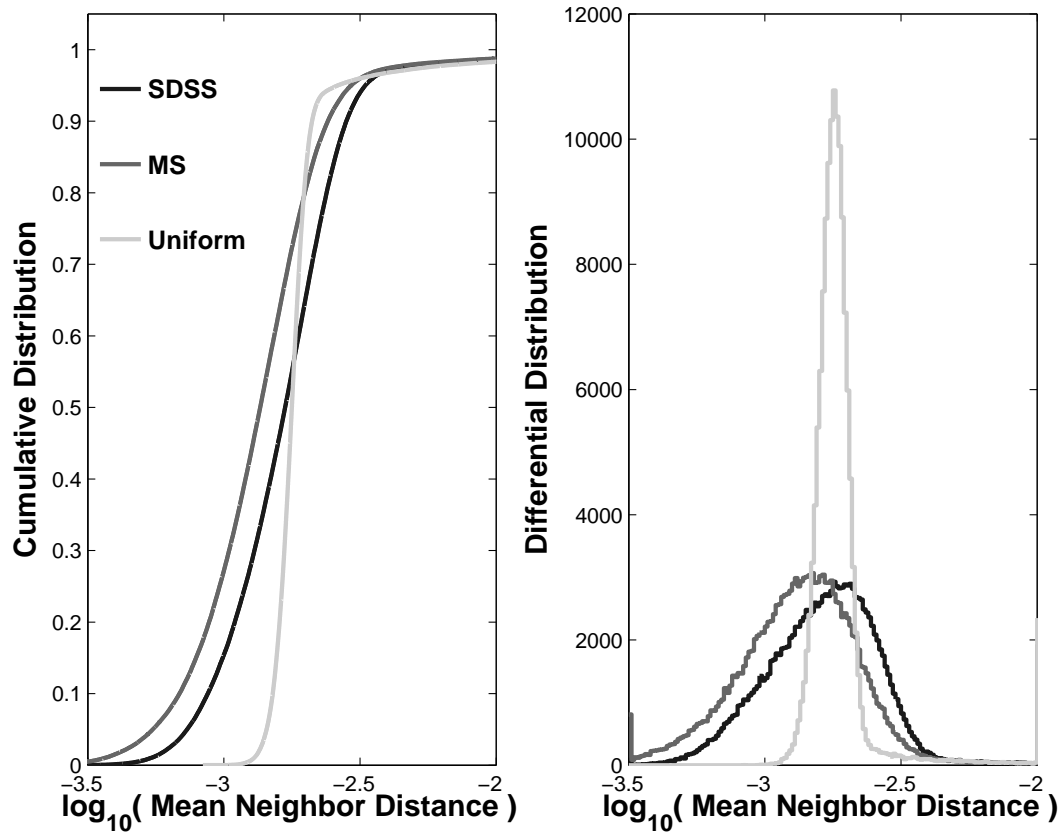 1
0.9
0.8
0.7
0.6
0.5
0.4
0.3
0.2
0.1
0
Cumulative Distribution
SDSS
MS
Uniform
−3.5 −3 −2.5 −2
log10( Mean Neighbor Distance )
12000
10000
8000
6000
4000
2000
0
Differential Distribution
−3.5 −3 −2.5 −2
log10( Mean Neighbor Distance )